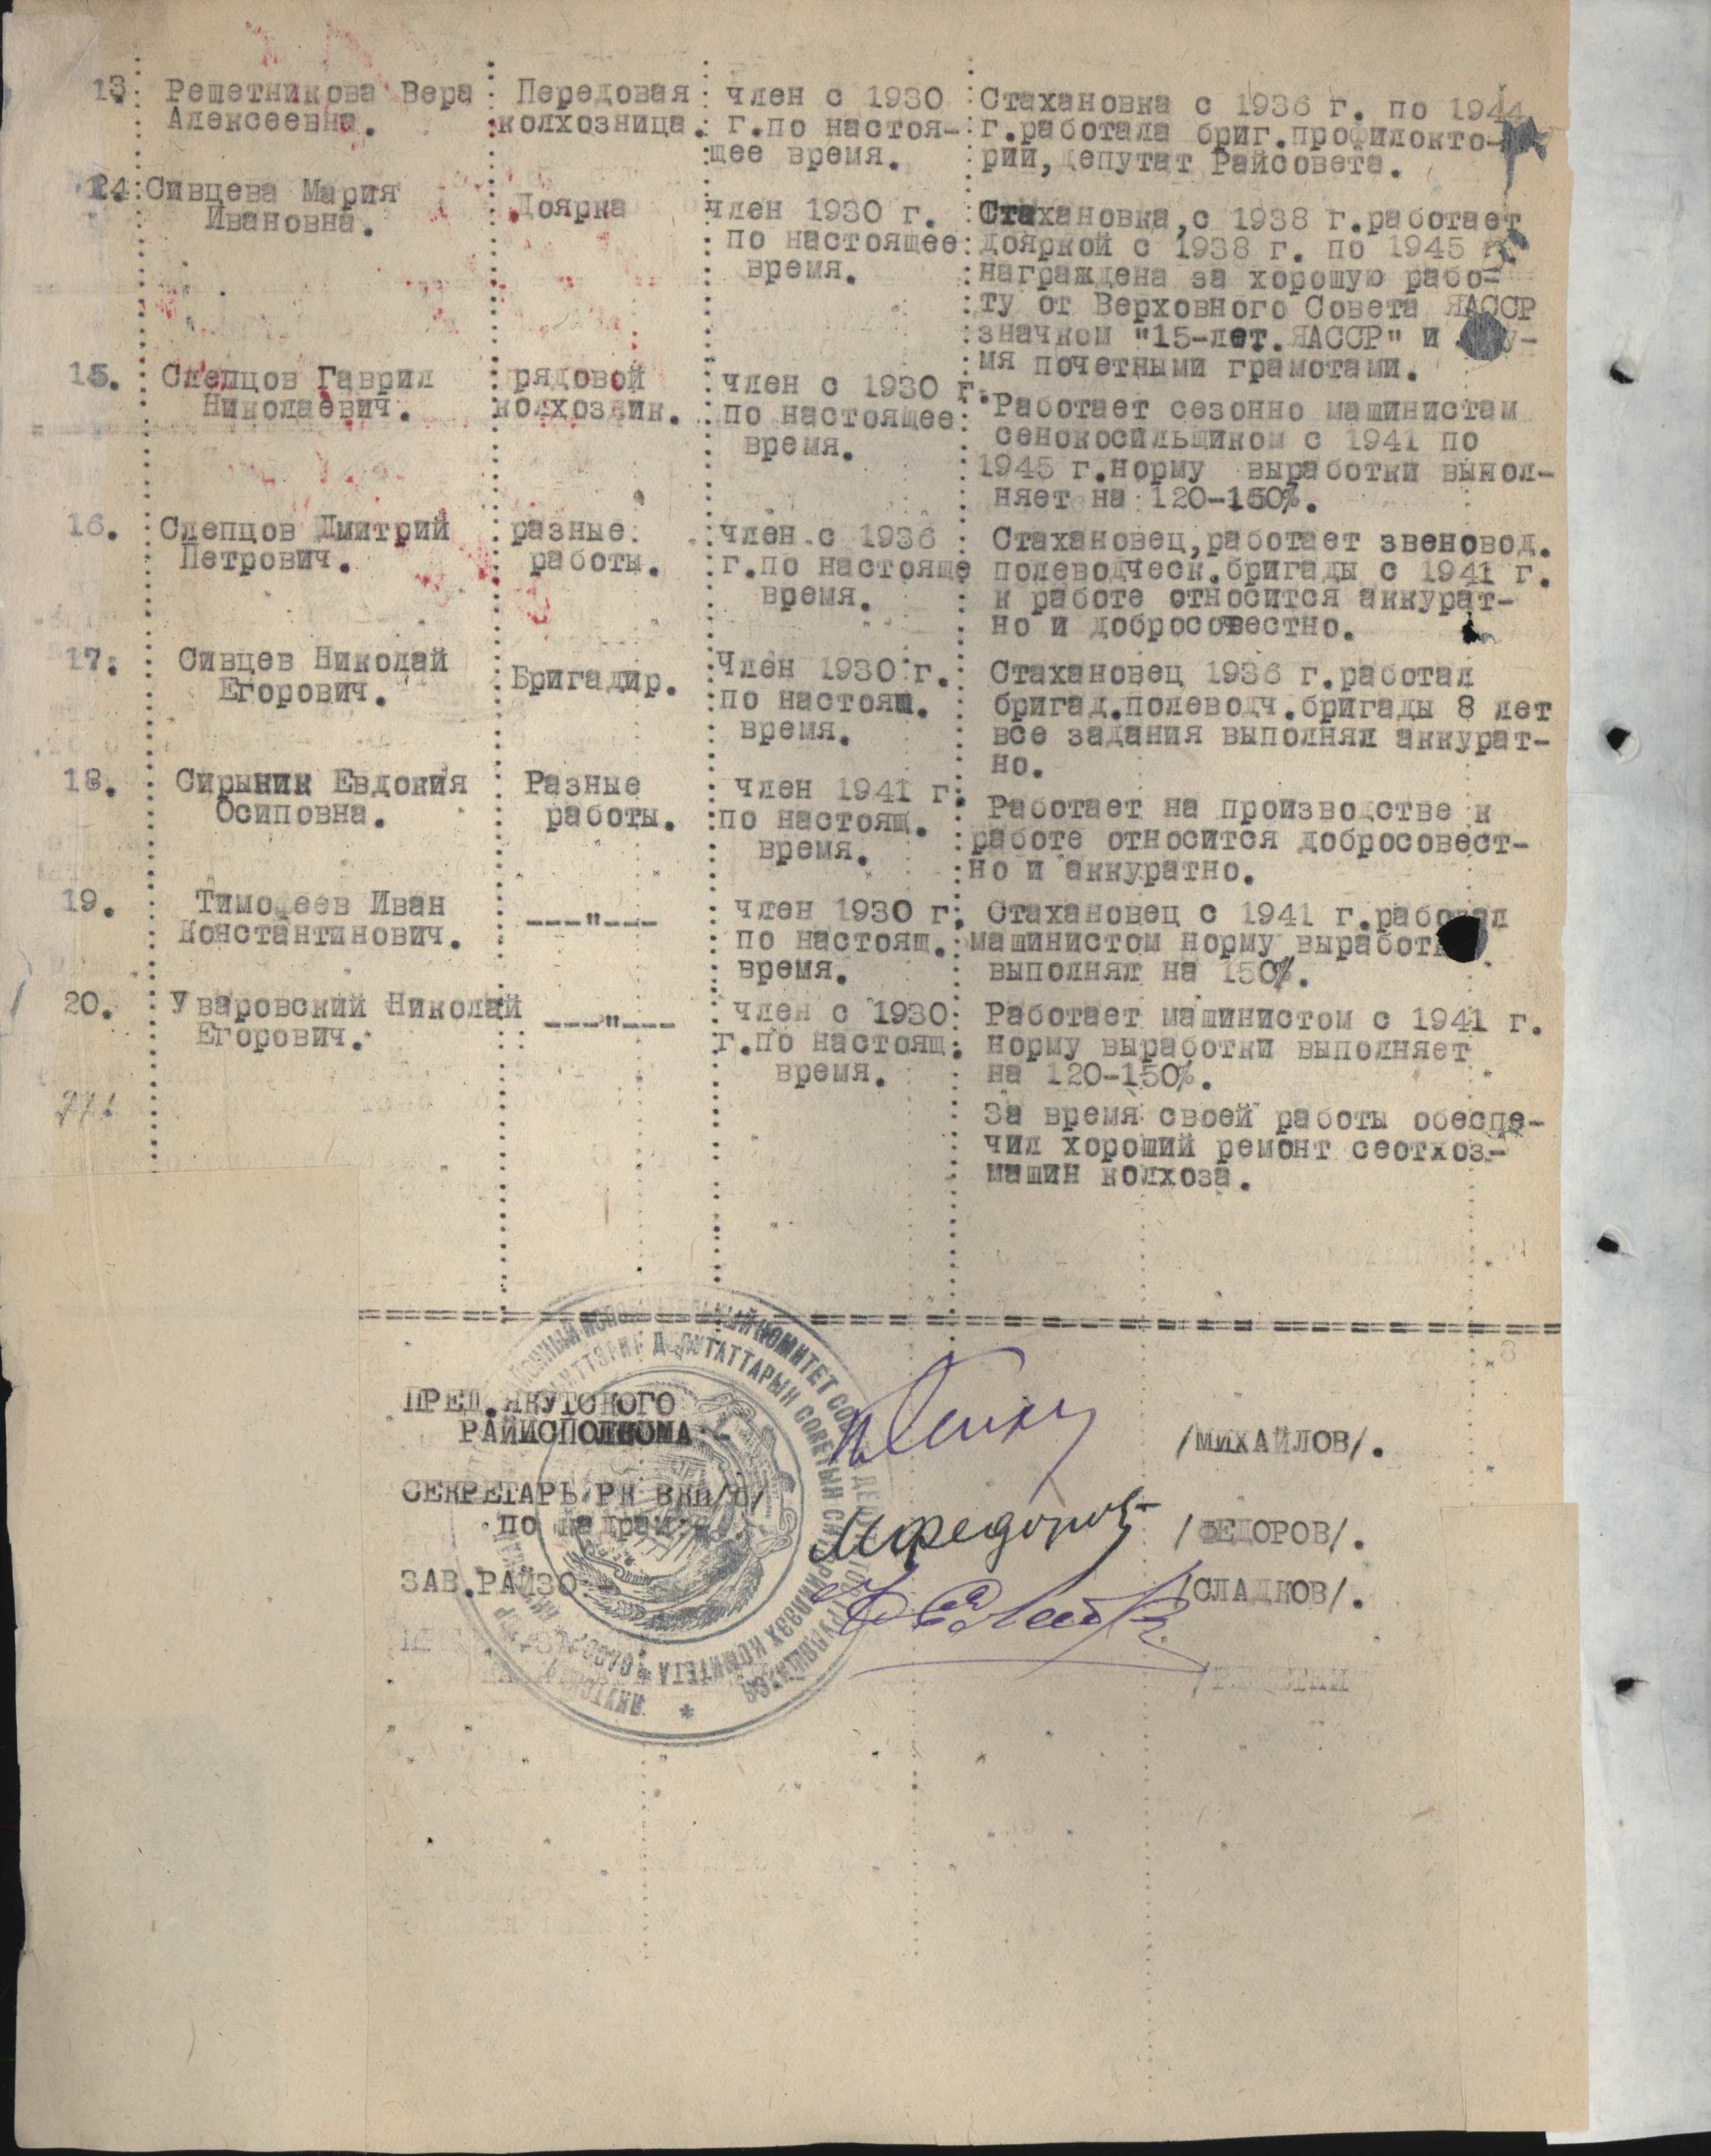 13. Решетникова Вера Алексеевна.
Передовая колхозница.
член с 1930
г.по настоя-
щее время.
Стахановка с 1936 г. по 1944
г.работала бриг.профилокто-
рии,депутат Райсовета.
14. Сивцева Мария
Ивановна.
Доярка
член 1930 г.
по настоящее
время.
Стахановка,с 1938 г.работает
дояркой с 1938 г. по 1945
награждена за хорошую рабо-
ту от Верховного Совета ЯАССР
значком "15-лет.ЯАССР" и
мя почетными грамотами.
15. Слепцов Гаврил
Николаевич.
рядовой
колхозник.
член с 1930 г.
по настоящее
время.
Работает сезонно машинистам
сенокосильщиком с 1941 по
1945 г.норму выработки выпол-
няет на 120-150%.
16. Слепцов Дмитрий
Петрович.
разные
работы.
член с 1936
г.по настояще
время.
Стахановец,работает звеновод.
полеводческ.бригады с 1941 г.
к работе относится аккурат-
но и добросовестно.
17. Сивцев Николай
Егорович.
Бригадир.
Член 1930 г.
по настоящ.
время.
Стахановец 1936 г.работал
бригад.полеводч.бригады 8 лет
все задания выполнял аккурат-
но.
18. Сирыник Евдокия
Осиповна.
Разные
работы.
член 1941 г.
по настоящ.
время.
Работает на производстве к
работе относится добросовест-
но и аккуратно.
19. Тимофеев Иван
Константинович.
---"---
член 1930 г.
по настоящ.
время.
Стахановец с 1941 г.работал
машинистом норму выработки
выполнял на 150%.
20. Уваровский Николай
Егорович.
---"---
член с 1930
г.по настоящ.
время.
Работает машинистом с 1941 г.
норму выработки выполняет
на 120-150%.
За время своей работы обеспе-
чил хороший ремонт сеотхоз-
машин колхоза.
ПРЕД.ЯКУТСКОГО
РАЙИСПОЛКОМА - /МИХАЙЛОВ/.
СЕКРЕТАРЬ РК ВКП/б/
по кадрам - МФедоров /ФЕДОРОВ/.
ЗАВ.РАЙЗО - /СЛАДКОВ/.